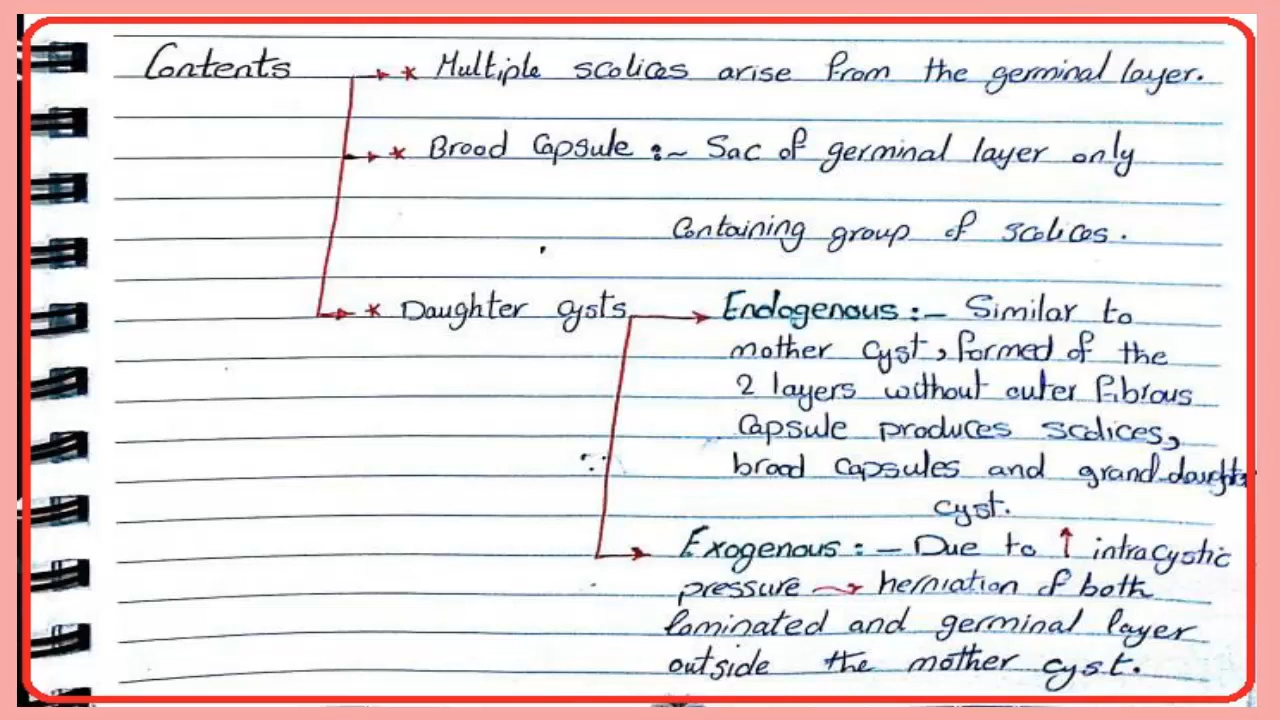 Contents * Multiple scolices arise from the germinal layer.
* Brood Capsule :~ Sac of germinal layer only
Containing group of scolices.
* Daughter cysts Endogenous :- Similar to
mother cyst, formed of the
2 layers without outer fibrous
Capsule produces scolices,
brood capsules and grand-daughter
cyst.
Exogenous : - Due to ↑ intracystic
pressure → herniation of both
laminated and germinal layer
outside the mother cyst.